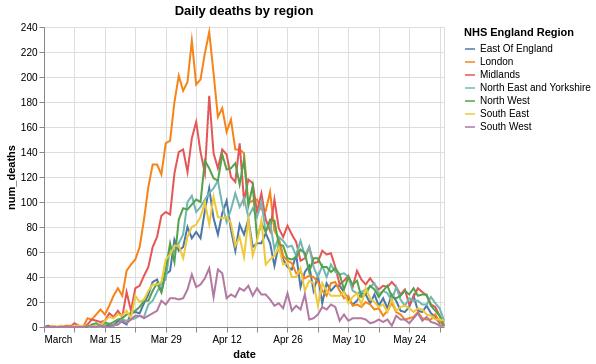 Daily deaths by region
240
220
200
180
160
140
120
100
80
60
40
20
0
num_deaths
March
Mar 15
Mar 29
Apr 12
Apr 26
May 10
May 24
date
NHS England Region
East Of England
London
Midlands
North East and Yorkshire
North West
South East
South West